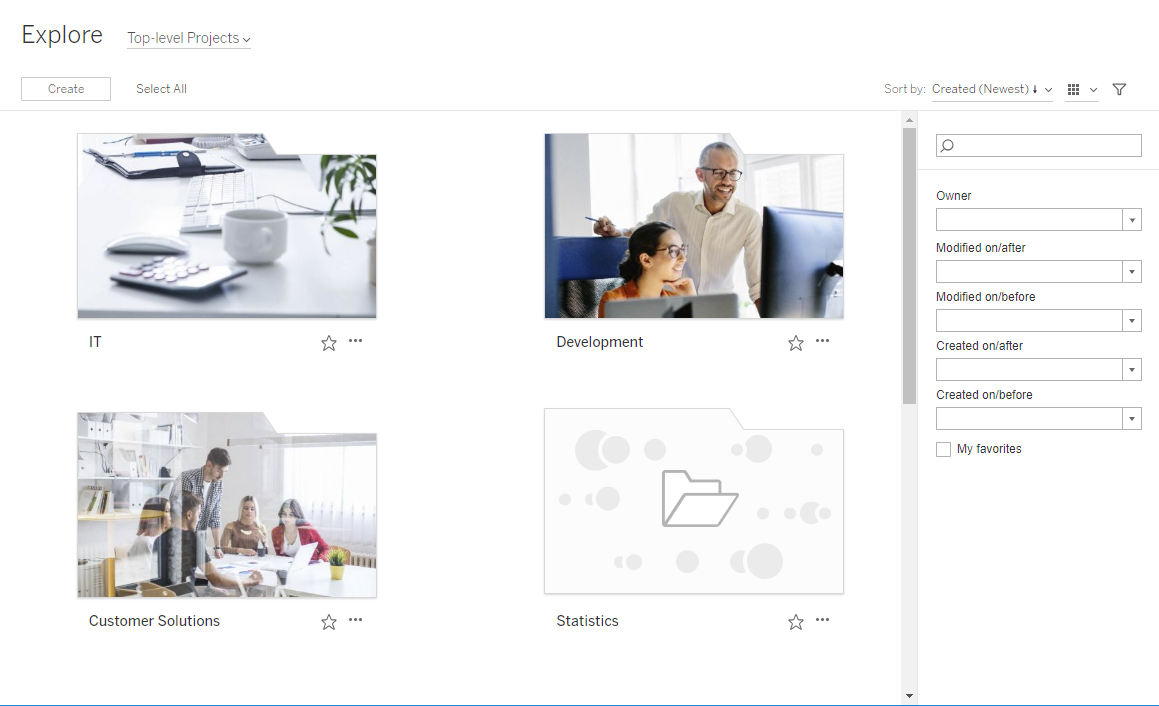 Explore
Top-level Projects
Create
Select All
Sort by: Created (Newest)
IT
Development
Customer Solutions
Statistics
Owner
Modified on/after
Modified on/before
Created on/after
Created on/before
My favorites